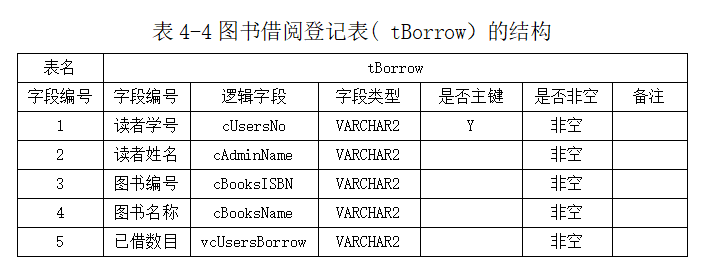 表 4-4 图书借阅登记表( tBorrow）的结构
表名 tBorrow
字段编号 字段编号 逻辑字段 字段类型 是否主键 是否非空 备注
1 读者学号 cUsersNo VARCHAR2 Y 非空
2 读者姓名 cAdminName VARCHAR2 非空
3 图书编号 cBooksISBN VARCHAR2 非空
4 图书名称 cBooksName VARCHAR2 非空
5 已借数目 vcUsersBorrow VARCHAR2 非空